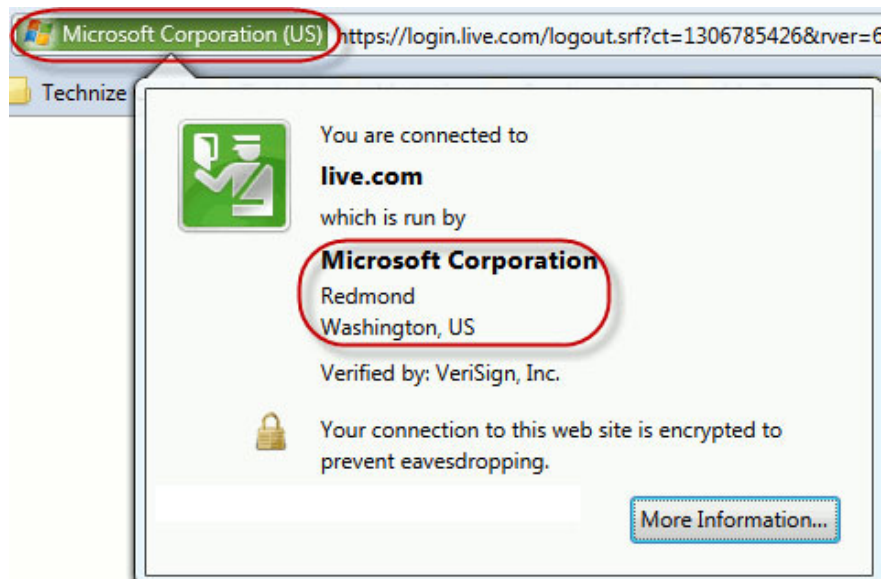 Microsoft Corporation (US) https://login.live.com/logout.srf?ct=1306785426&rver=6
Technize
You are connected to
live.com
which is run by
Microsoft Corporation
Redmond
Washington, US
Verified by: VeriSign, Inc.
Your connection to this web site is encrypted to
prevent eavesdropping.
More Information...